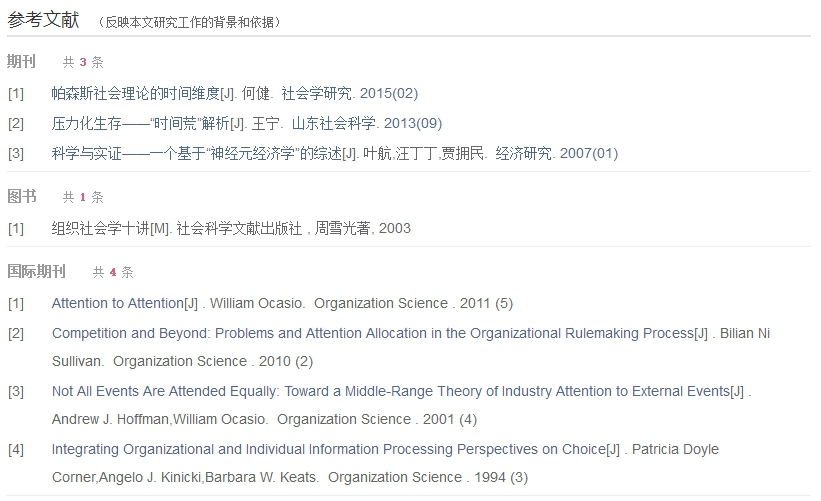 参考文献 （反映本文研究工作的背景和依据）
期刊 共 3 条
[1] 帕森斯社会理论的时间维度[J]. 何健. 社会学研究. 2015(02)
[2] 压力化生存——“时间荒”解析[J]. 王宁. 山东社会科学. 2013(09)
[3] 科学与实证——一个基于“神经元经济学”的综述[J]. 叶航,汪丁丁,贾拥民. 经济研究. 2007(01)
图书 共 1 条
[1] 组织社会学十讲[M]. 社会科学文献出版社 , 周雪光著, 2003
国际期刊 共 4 条
[1] Attention to Attention[J] . William Ocasio. Organization Science . 2011 (5)
[2] Competition and Beyond: Problems and Attention Allocation in the Organizational Rulemaking Process[J] . Bilian Ni
Sullivan. Organization Science . 2010 (2)
[3] Not All Events Are Attended Equally: Toward a Middle-Range Theory of Industry Attention to External Events[J] .
Andrew J. Hoffman,William Ocasio. Organization Science . 2001 (4)
[4] Integrating Organizational and Individual Information Processing Perspectives on Choice[J] . Patricia Doyle
Corner,Angelo J. Kinicki,Barbara W. Keats. Organization Science . 1994 (3)